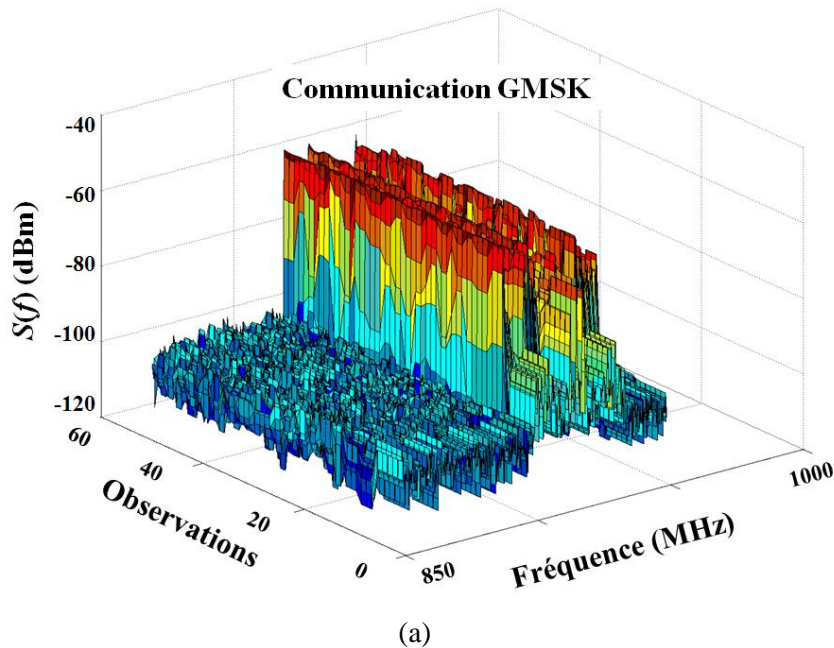 Communication GMSK
-40
-60
-80
-100
-120
S(f) (dBm)
60
40
20
0
Observations
850
1000
Fréquence (MHz)
(a)